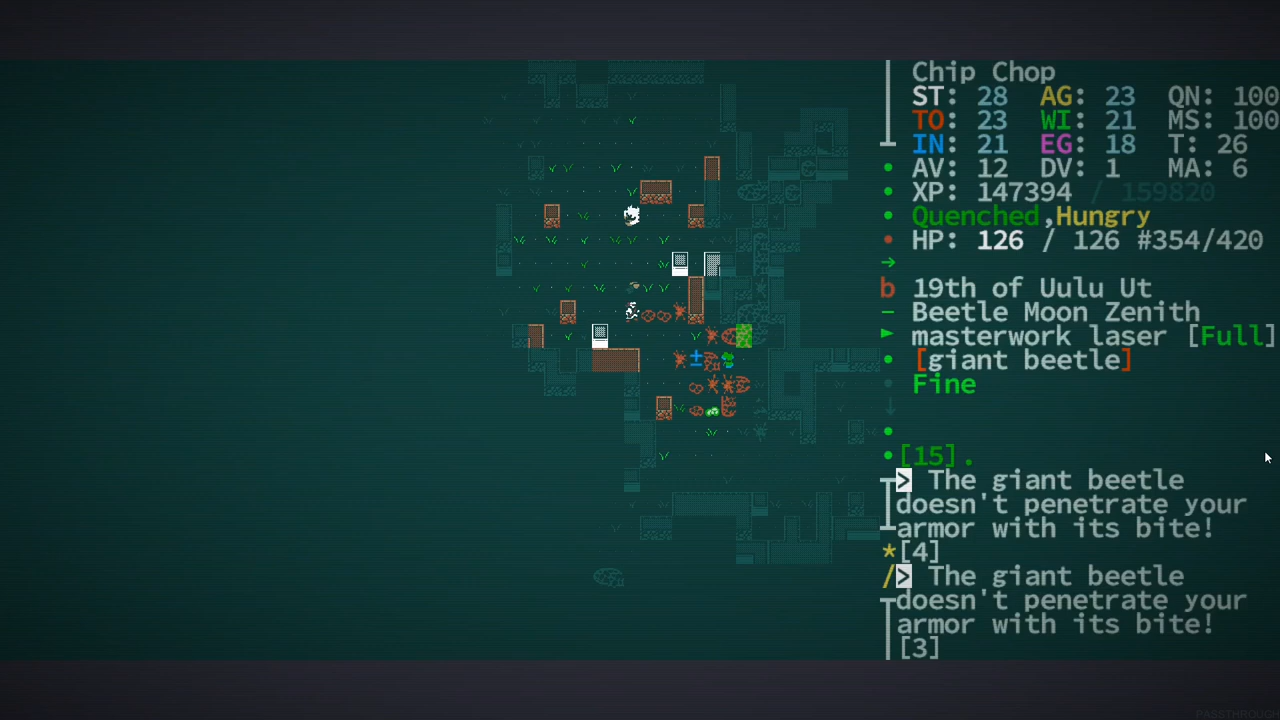 Chip Chop
ST: 28 AG: 23 QN: 100
TO: 23 WI: 21 MS: 100
IN: 21 EG: 18 T: 26
AV: 12 DV: 1 MA: 6
XP: 147394 / 159820
Quenched,Hungry
HP: 126 / 126 #354/420
b 19th of Uulu Ut
Beetle Moon Zenith
masterwork laser [Full]
[giant beetle]
Fine
[15].
> The giant beetle
doesn't penetrate your
armor with its bite!
*[4]
/> The giant beetle
doesn't penetrate your
armor with its bite!
[3]
PASSTHROUGH